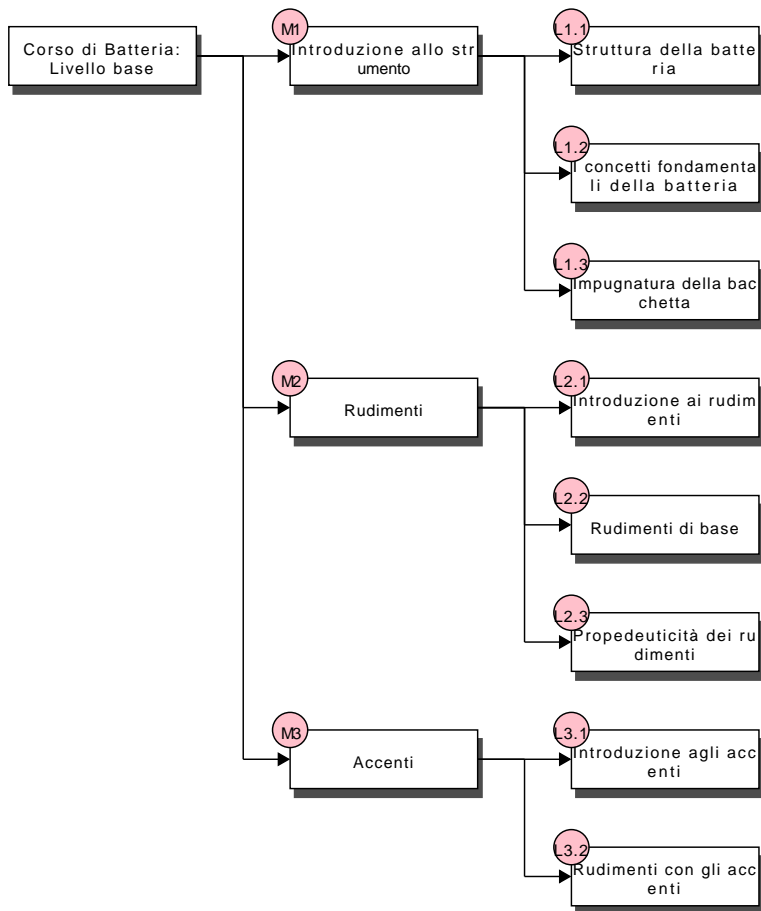 Corso di Batteria:
Livello base
M1
Introduzione allo str
umento
L1.1
Struttura della batte
ria
L1.2
I concetti fondamenta
li della batteria
L1.3
Impugnatura della bac
chetta
M2
Rudimenti
L2.1
Introduzione ai rudim
enti
L2.2
Rudimenti di base
L2.3
Propedeuticità dei ru
dimenti
M3
Accenti
L3.1
Introduzione agli acc
enti
L3.2
Rudimenti con gli acc
enti